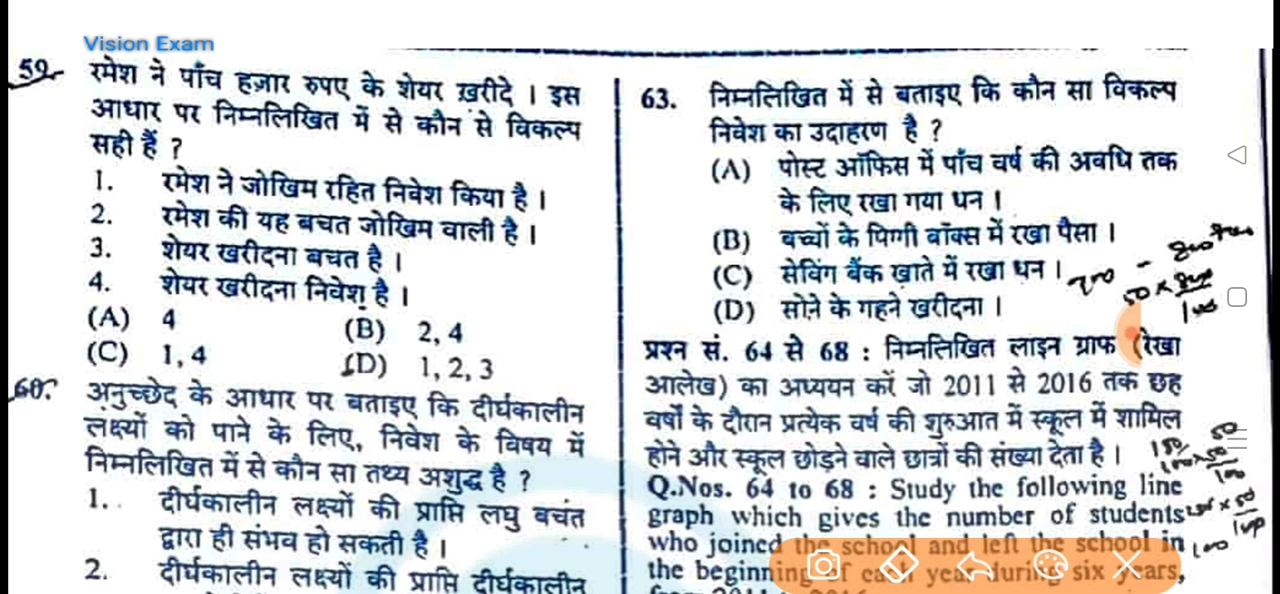 Vision Exam
59. रमेश ने पाँच हज़ार रुपए के शेयर ख़रीदे । इस
आधार पर निम्नलिखित में से कौन से विकल्प
सही हैं ?
1. रमेश ने जोखिम रहित निवेश किया है ।
2. रमेश की यह बचत जोखिम वाली है ।
3. शेयर खरीदना बचत है ।
4. शेयर खरीदना निवेश है ।
(A) 4 (B) 2, 4
(C) 1, 4 (D) 1, 2, 3
60. अनुच्छेद के आधार पर बताइए कि दीर्घकालीन
लक्ष्यों को पाने के लिए, निवेश के विषय में
निम्नलिखित में से कौन सा तथ्य अशुद्ध है ?
1. दीर्घकालीन लक्ष्यों की प्राप्ति लघु बचत
द्वारा ही संभव हो सकती है ।
2. दीर्घकालीन लक्ष्यों की प्राप्ति दीर्घकालीन
63. निम्नलिखित में से बताइए कि कौन सा विकल्प
निवेश का उदाहरण है ?
(A) पोस्ट ऑफिस में पाँच वर्ष की अवधि तक
के लिए रखा गया धन ।
(B) बच्चों के पिग्गी बॉक्स में रखा पैसा ।
(C) सेविंग बैंक खाते में रखा धन ।
(D) सोने के गहने खरीदना ।
प्रश्न सं. 64 से 68 : निम्नलिखित लाइन ग्राफ (रेखा
आलेख) का अध्ययन करें जो 2011 से 2016 तक छह
वर्षों के दौरान प्रत्येक वर्ष की शुरुआत में स्कूल में शामिल
होने और स्कूल छोड़ने वाले छात्रों की संख्या देता है ।
Q.Nos. 64 to 68 : Study the following line
graph which gives the number of students
who joined the school and left the school in
the beginning of each year during six years,